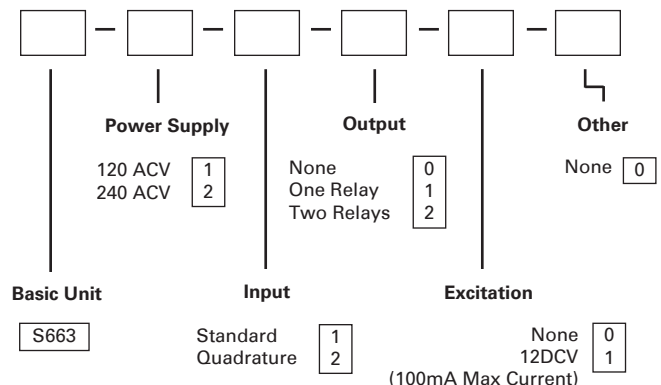 Power Supply
120 ACV 1
240 ACV 2
Output
None 0
One Relay 1
Two Relays 2
Other
None 0
Basic Unit
S663
Input
Standard 1
Quadrature 2
Excitation
None 0
12DCV 1
(100mA Max Current)